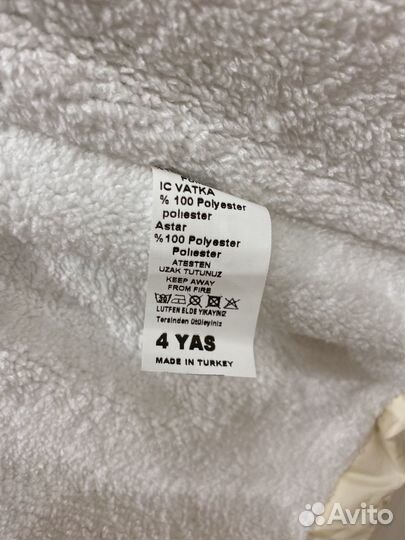 IC VATKA
% 100 Polyester
poliester
Astar
%100 Polyester
Poliester
ATESTEN
UZAK TUTUNUZ
KEEP AWAY
FROM FIRE
LUTFEN ELDE YIKAYINIZ
Tersinden ütüleyiniz
4 YAS
MADE IN TURKEY
Avito